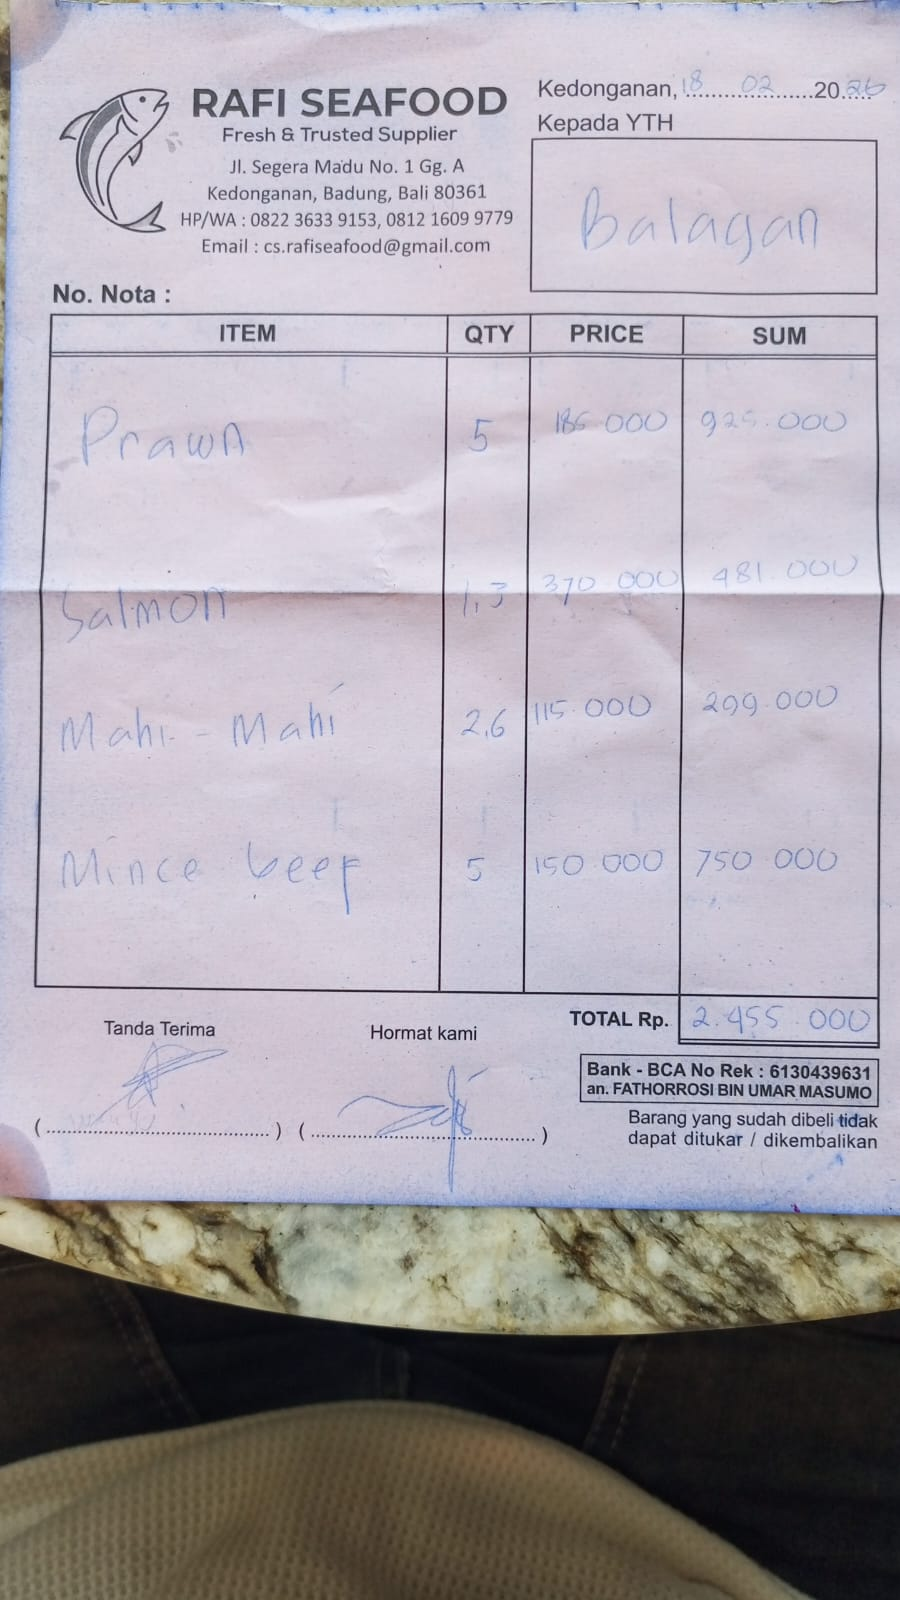 RAFI SEAFOOD
Fresh & Trusted Supplier
Jl. Segera Madu No. 1 Gg. A
Kedonganan, Badung, Bali 80361
HP/WA : 0822 3633 9153, 0812 1609 9779
Email : cs.rafiseafood@gmail.com
Kedonganan, 18 02 2026
Kepada YTH
Balagan
No. Nota :
ITEM QTY PRICE SUM
Prawn 5 185 000 925.000
Salmon 1,3 370 000 481.000
Mahi - Mahi 2,6 115.000 299.000
Mince beef 5 150 000 750 000
TOTAL Rp. 2.455.000
Tanda Terima Hormat kami
Bank - BCA No Rek : 6130439631
an. FATHORROSI BIN UMAR MASUMO
Barang yang sudah dibeli tidak
dapat ditukar / dikembalikan